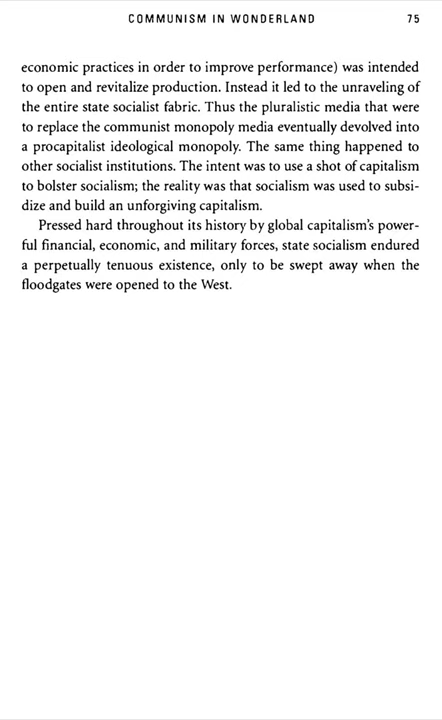 COMMUNISM IN WONDERLAND 75
economic practices in order to improve performance) was intended
to open and revitalize production. Instead it led to the unraveling of
the entire state socialist fabric. Thus the pluralistic media that were
to replace the communist monopoly media eventually devolved into
a procapitalist ideological monopoly. The same thing happened to
other socialist institutions. The intent was to use a shot of capitalism
to bolster socialism; the reality was that socialism was used to subsi-
dize and build an unforgiving capitalism.
Pressed hard throughout its history by global capitalism's power-
ful financial, economic, and military forces, state socialism endured
a perpetually tenuous existence, only to be swept away when the
floodgates were opened to the West.